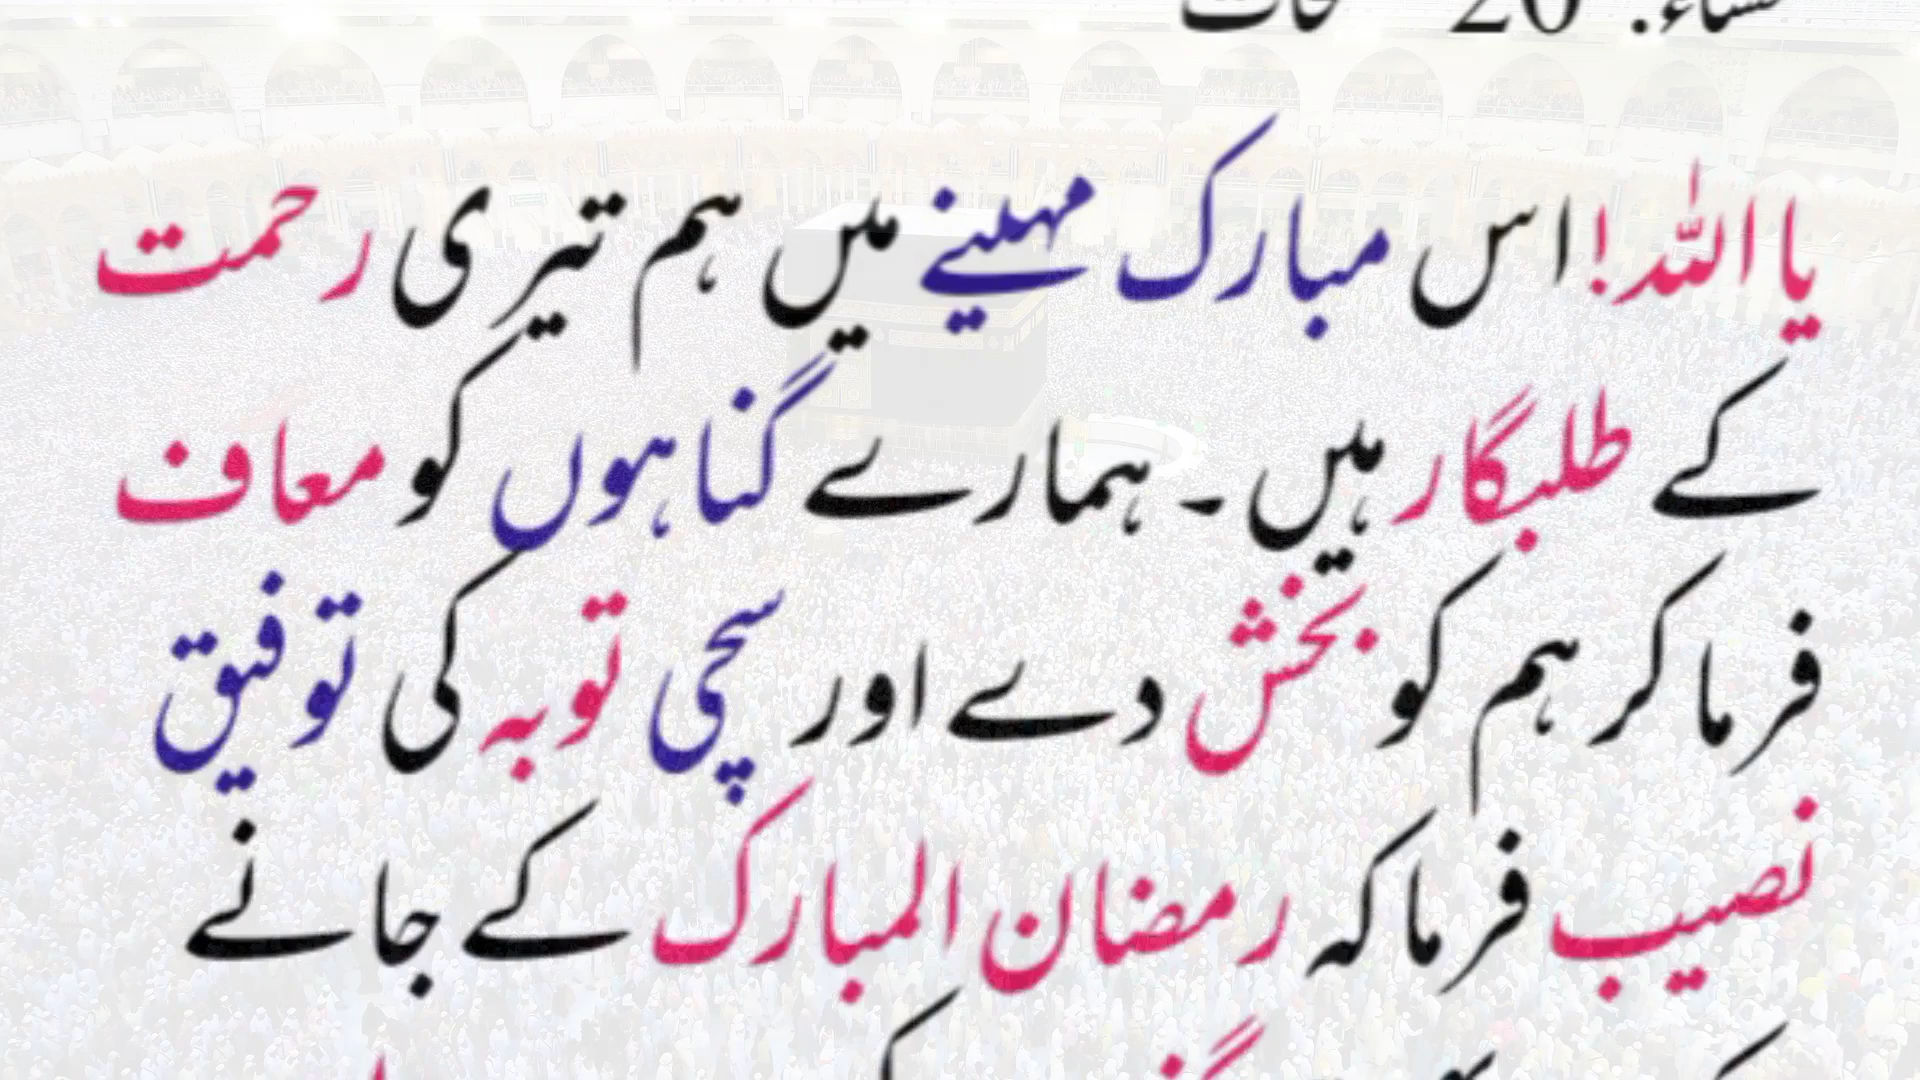 20
یا اللہ! اس مبارک مہینے میں ہم تیری رحمت
کے طلبگار ہیں ۔ ہمارے گناہوں کو معاف
فرما کر ہم کو بخش دے اور سچی توبہ کی توفیق
نصیب فرما کہ رمضان المبارک کے جانے